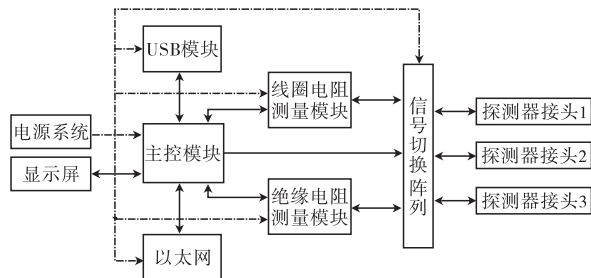 USB模块
线圈电阻
测量模块
电源系统
主控模块
显示屏
绝缘电阻
测量模块
以太网
信号切换阵列
探测器接头1
探测器接头2
探测器接头3